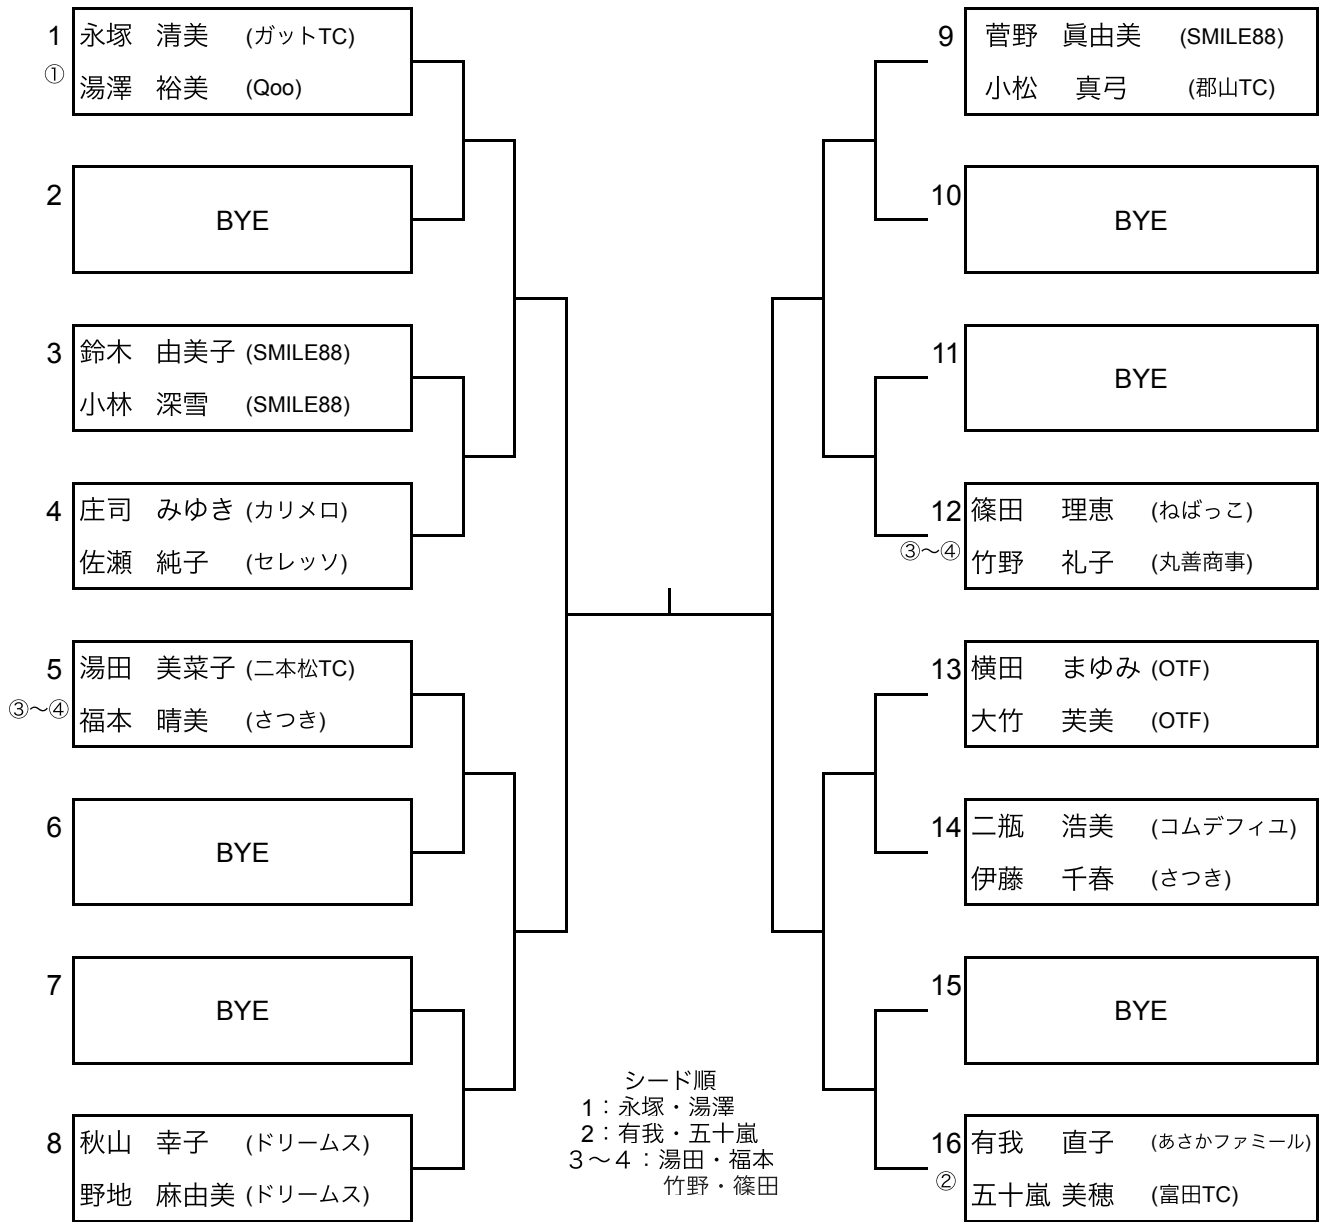 1 永塚 清美 (ガットTC)
① 湯澤 裕美 (Qoo)
2 BYE
3 鈴木 由美子 (SMILE88)
小林 深雪 (SMILE88)
4 庄司 みゆき (カリメロ)
佐瀬 純子 (セレッソ)
5 湯田 美菜子 (二本松TC)
③～④ 福本 晴美 (さつき)
6 BYE
7 BYE
8 秋山 幸子 (ドリームス)
野地 麻由美 (ドリームス)
9 菅野 眞由美 (SMILE88)
小松 真弓 (郡山TC)
10 BYE
11 BYE
12 篠田 理恵 (ねばっこ)
③～④ 竹野 礼子 (丸善商事)
13 横田 まゆみ (OTF)
大竹 芙美 (OTF)
14 二瓶 浩美 (コムデフィユ)
伊藤 千春 (さつき)
15 BYE
16 有我 直子 (あさかファミール)
② 五十嵐 美穂 (富田TC)
シード順
1：永塚・湯澤
2：有我・五十嵐
３～４：湯田・福本
竹野・篠田